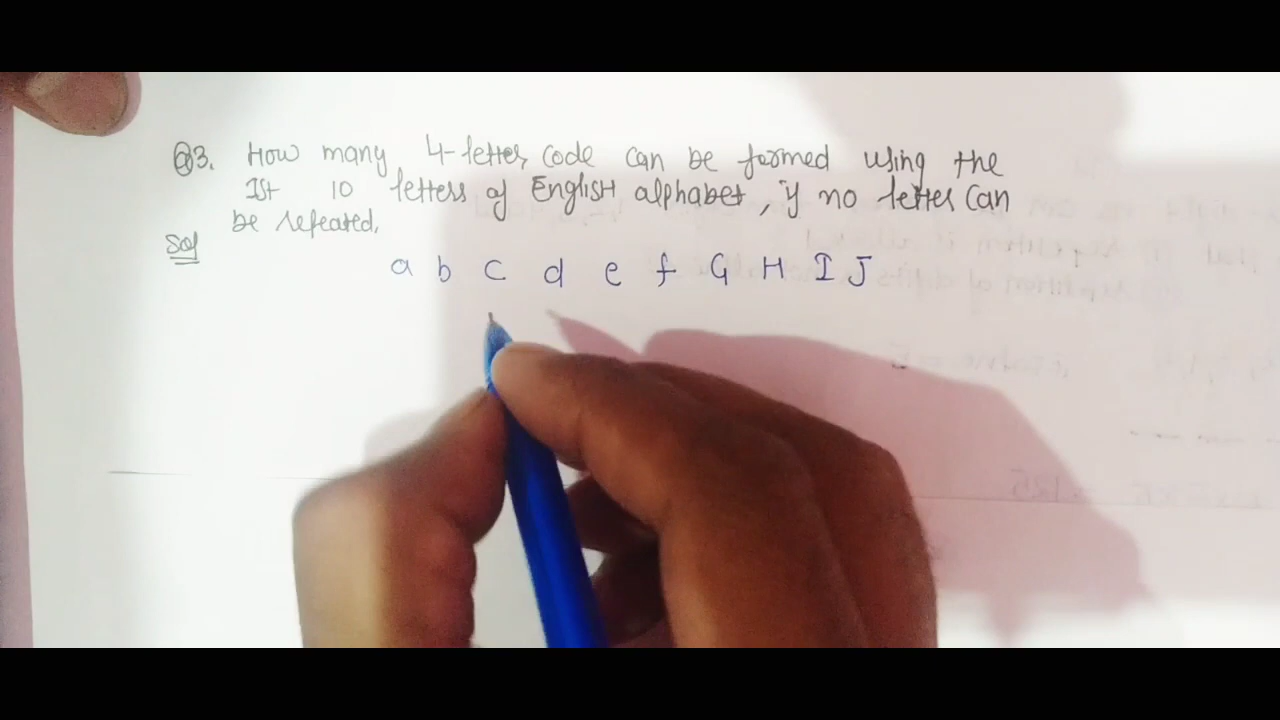 Q3. How many 4-letter code can be formed using the
Ist 10 letters of English alphabet, if no letter can
be repeated.
Sol
a b c d e f G H I J